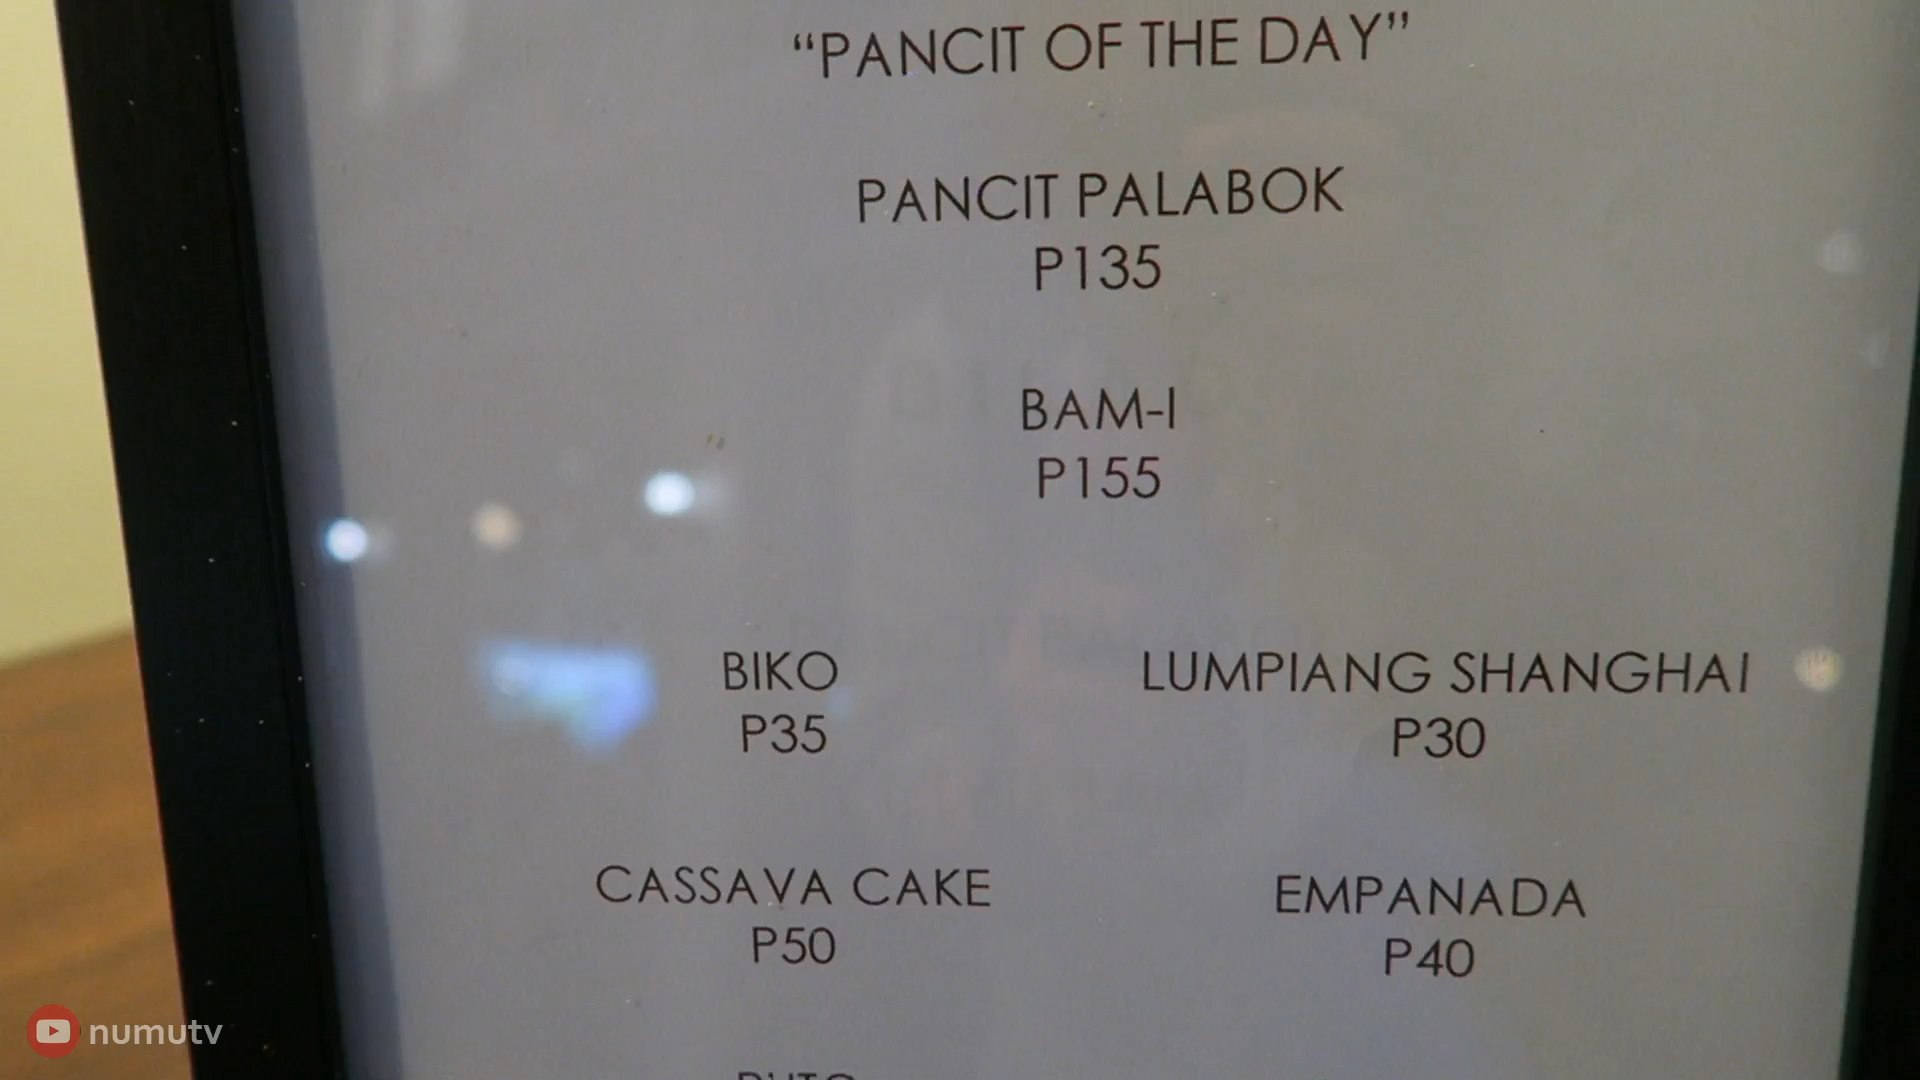 “PANCIT OF THE DAY”
PANCIT PALABOK
P135
BAM-I
P155
BIKO
P35
LUMPIANG SHANGHAI
P30
CASSAVA CAKE
P50
EMPANADA
P40
numutv